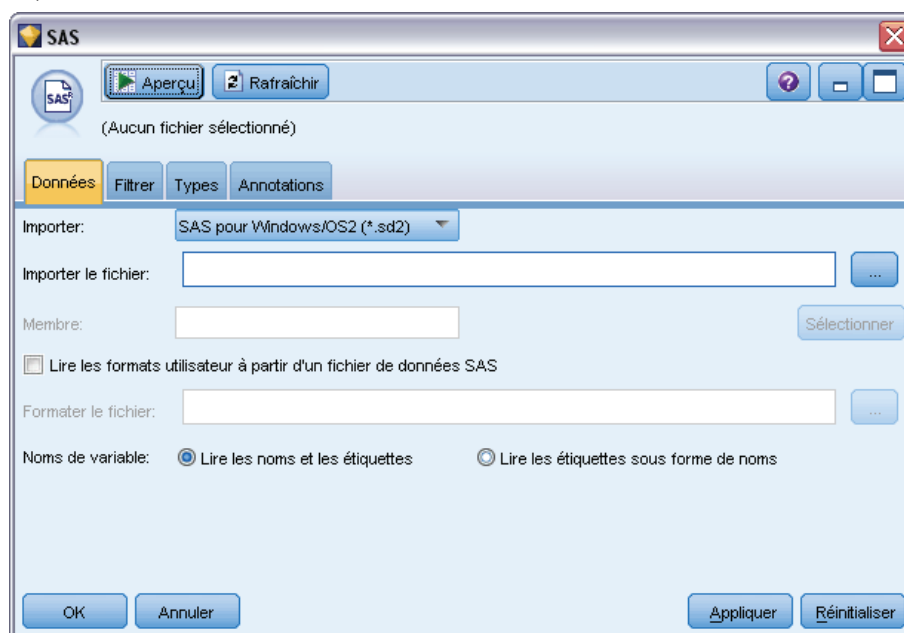 SAS
Aperçu Rafraîchir
SAS
(Aucun fichier sélectionné)
Données Filtrer Types Annotations
Importer: SAS pour Windows/OS2 (*.sd2)
Importer le fichier: ...
Membre: Sélectionner
Lire les formats utilisateur à partir d'un fichier de données SAS
Formater le fichier: ...
Noms de variable: Lire les noms et les étiquettes Lire les étiquettes sous forme de noms
OK Annuler Appliquer Réinitialiser